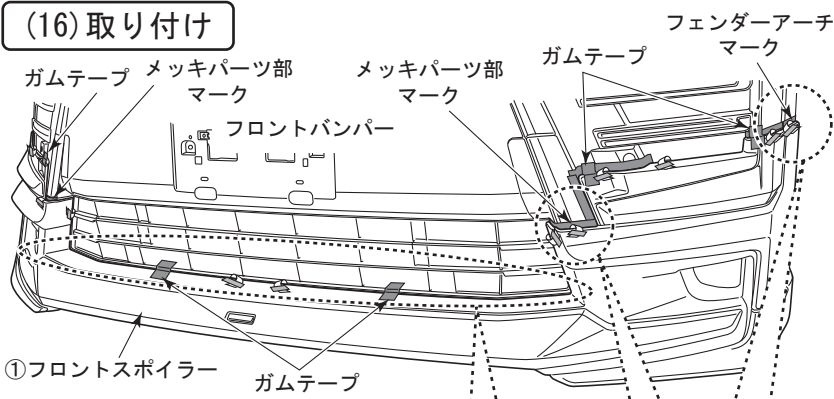 (16)取り付け
フェンダーアーチ
マーク
ガムテープ
メッキパーツ部
マーク
メッキパーツ部
マーク
ガムテープ
フロントバンパー
①フロントスポイラー
ガムテープ